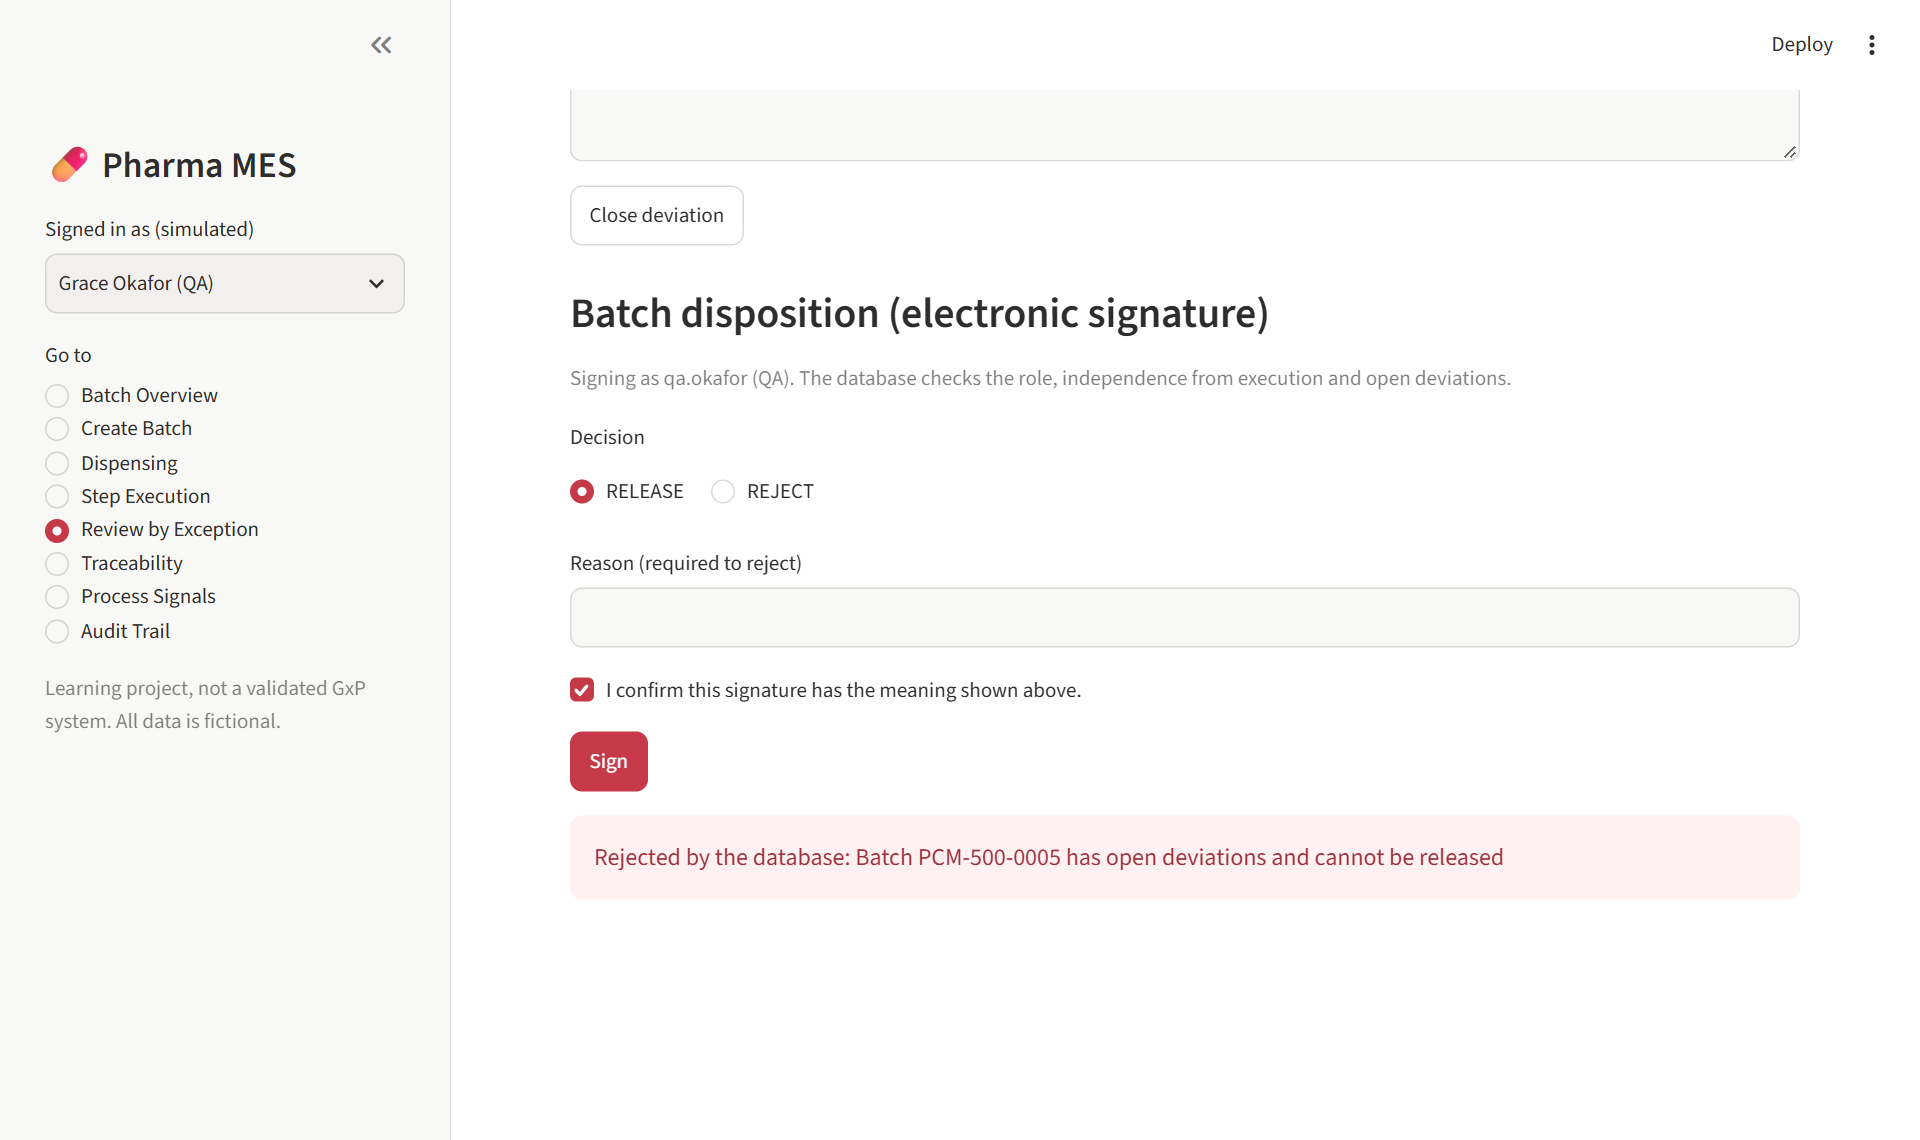 Deploy
Pharma MES
Signed in as (simulated)
Grace Okafor (QA)
Go to
Batch Overview
Create Batch
Dispensing
Step Execution
Review by Exception
Traceability
Process Signals
Audit Trail
Learning project, not a validated GxP
system. All data is fictional.
Close deviation
Batch disposition (electronic signature)
Signing as qa.okafor (QA). The database checks the role, independence from execution and open deviations.
Decision
RELEASE
REJECT
Reason (required to reject)
I confirm this signature has the meaning shown above.
Sign
Rejected by the database: Batch PCM-500-0005 has open deviations and cannot be released